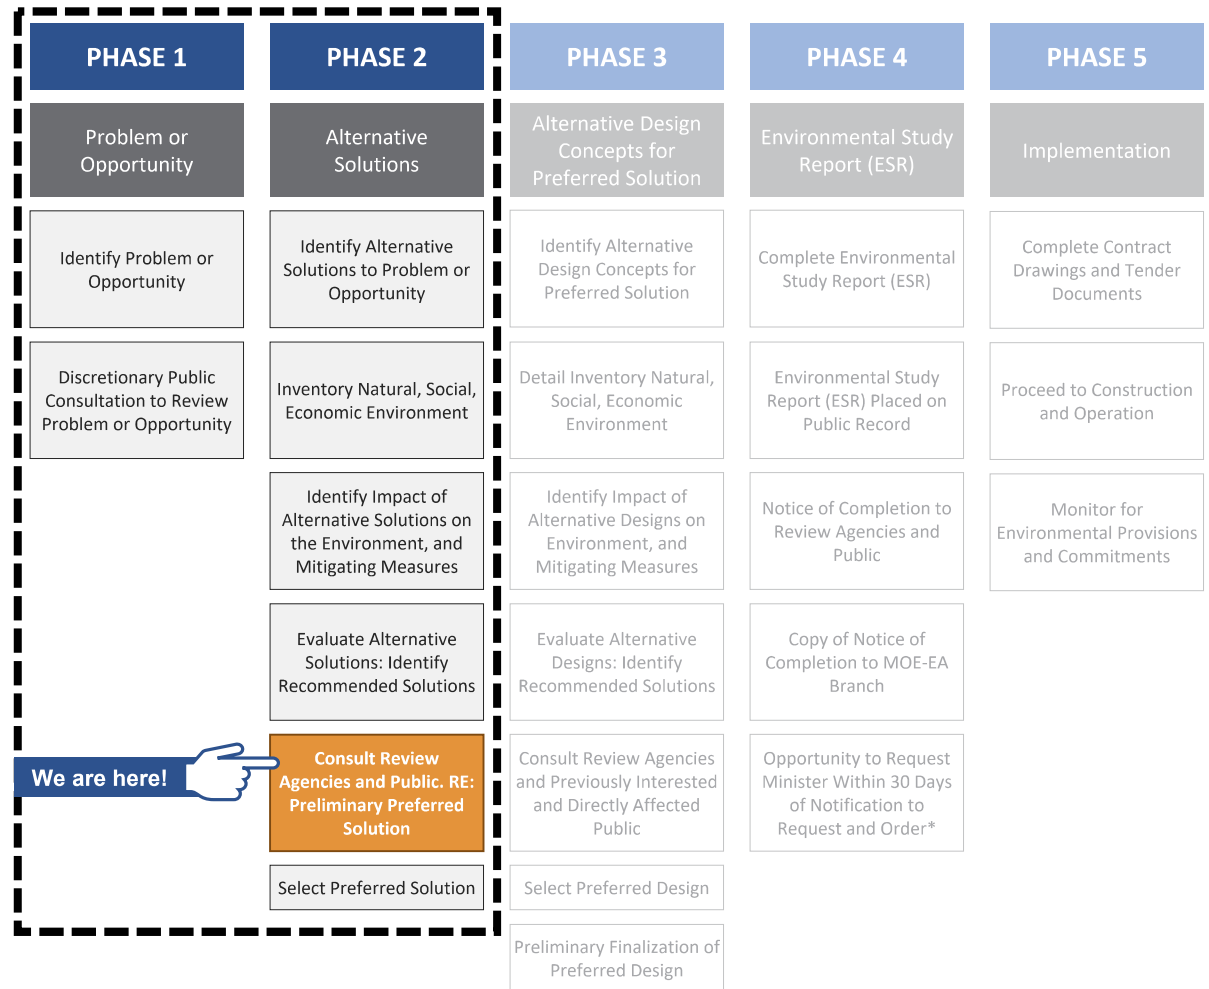 PHASE 1
Problem or
Opportunity
Identify Problem or
Opportunity
Discretionary Public
Consultation to Review
Problem or Opportunity
PHASE 2
Alternative
Solutions
Identify Alternative
Solutions to Problem or
Opportunity
Inventory Natural, Social,
Economic Environment
Identify Impact of
Alternative Solutions on
the Environment, and
Mitigating Measures
Evaluate Alternative
Solutions: Identify
Recommended Solutions
We are here!
Consult Review
Agencies and Public. RE:
Preliminary Preferred
Solution
Select Preferred Solution
PHASE 3
Alternative Design
Concepts for
Preferred Solution
Identify Alternative
Design Concepts for
Preferred Solution
Detail Inventory Natural,
Social, Economic
Environment
Identify Impact of
Alternative Designs on
Environment, and
Mitigating Measures
Evaluate Alternative
Designs: Identify
Recommended Solutions
Consult Review Agencies
and Previously Interested
and Directly Affected
Public
Select Preferred Design
Preliminary Finalization of
Preferred Design
PHASE 4
Environmental Study
Report (ESR)
Complete Environmental
Study Report (ESR)
Environmental Study
Report (ESR) Placed on
Public Record
Notice of Completion to
Review Agencies and
Public
Copy of Notice of
Completion to MOE-EA
Branch
Opportunity to Request
Minister Within 30 Days
of Notification to
Request and Order*
PHASE 5
Implementation
Complete Contract
Drawings and Tender
Documents
Proceed to Construction
and Operation
Monitor for
Environmental Provisions
and Commitments